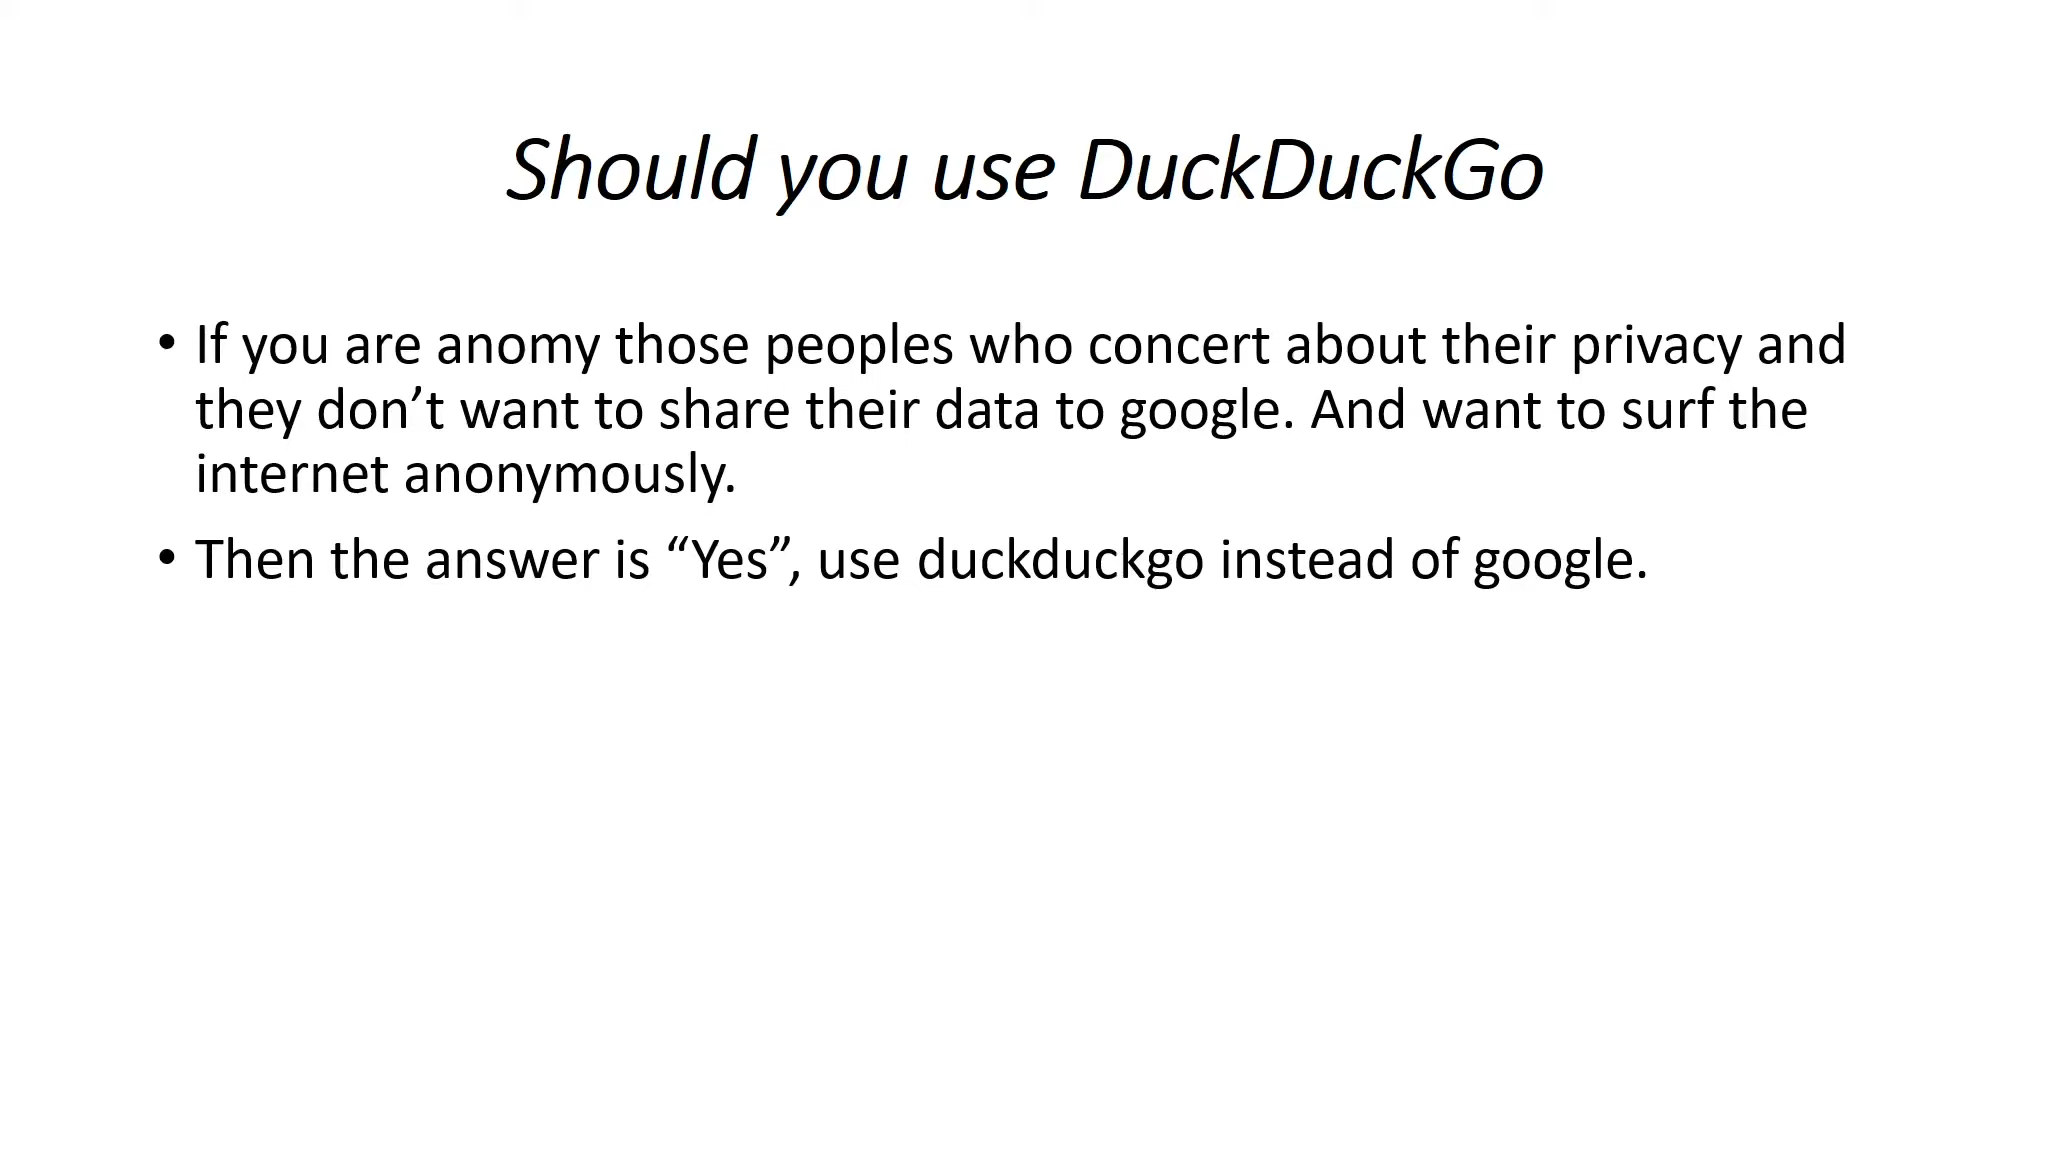 Should you use DuckDuckGo
• If you are anomy those peoples who concert about their privacy and
they don’t want to share their data to google. And want to surf the
internet anonymously.
• Then the answer is “Yes”, use duckduckgo instead of google.